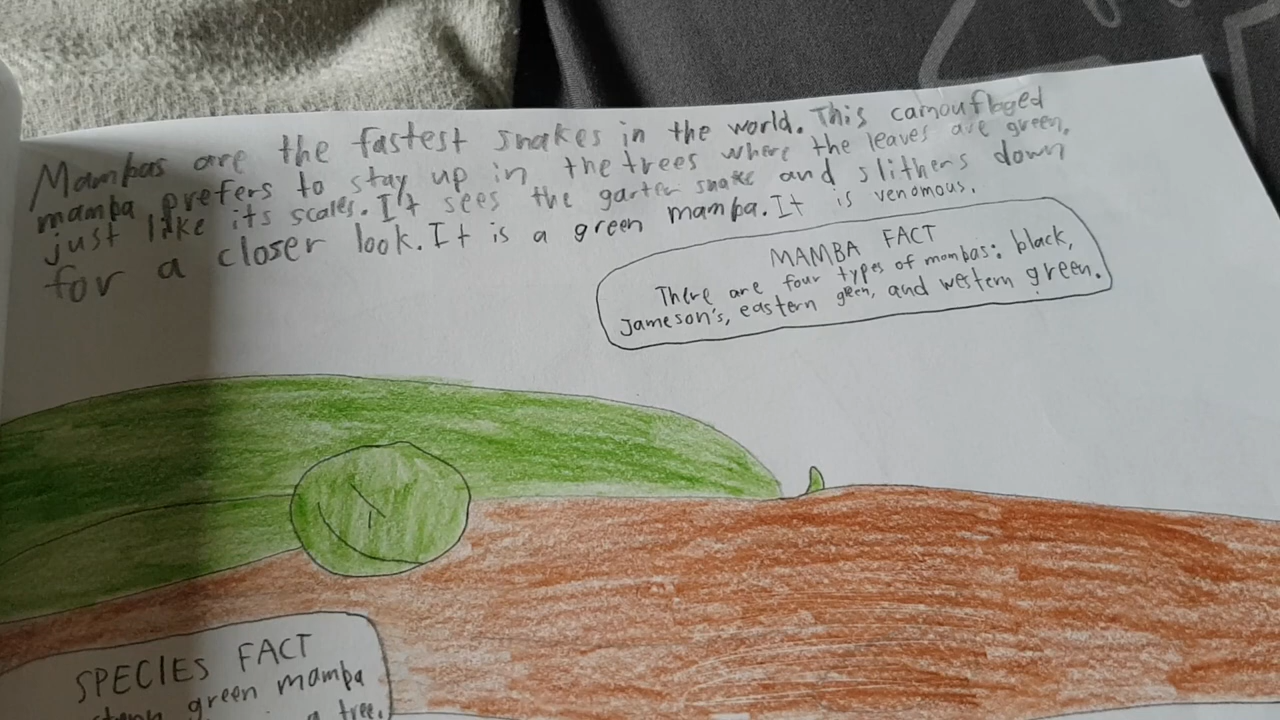 Mambas are the fastest snakes in the world. This camouflaged
mamba prefers to stay up in the trees where the leaves are green,
just like its scales. It sees the garter snake and slithers down
for a closer look. It is a green mamba. It is venomous.
MAMBA FACT
There are four types of mambas: black,
Jameson's, eastern green, and western green.
SPECIES FACT
green mamba
a tree.